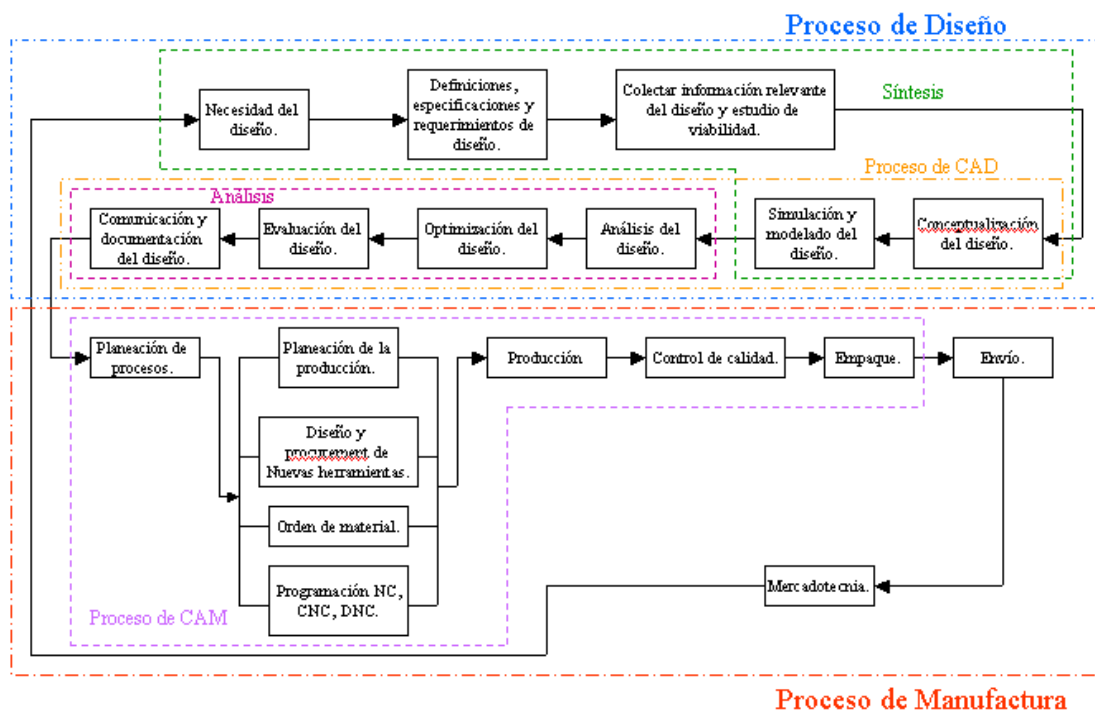 Proceso de Diseño
Necesidad del
diseño.
Definiciones,
especificaciones y
requerimientos de
diseño.
Colectar información relevante
del diseño y estudio de
viabilidad.
Síntesis
Proceso de CAD
Análisis
Comunicación y
documentación
del diseño.
Evaluación del
diseño.
Optimización del
diseño.
Análisis del
diseño.
Simulación y
modelado del
diseño.
Conceptualización
del diseño.
Planeación de
procesos.
Planeación de la
producción.
Diseño y
procurement de
Nuevas herramientas.
Orden de material.
Programación NC,
CNC, DNC.
Producción
Control de calidad.
Empaque.
Envío.
Mercadotecnia.
Proceso de CAM
Proceso de Manufactura